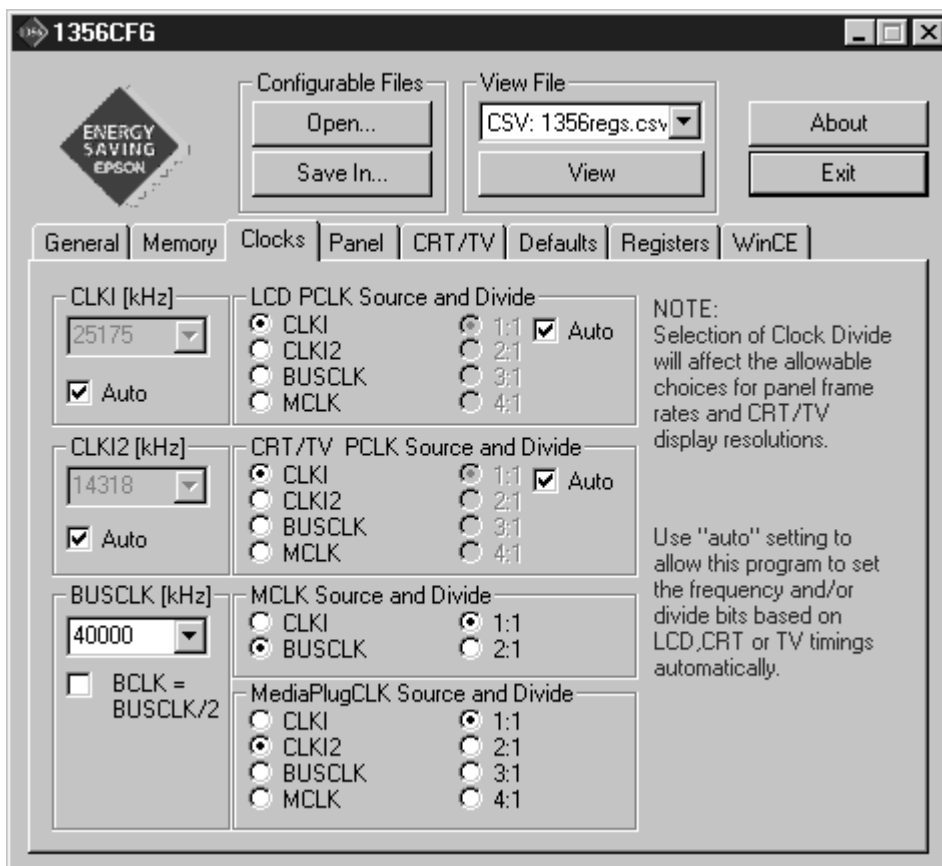 1356CFG
ENERGY
SAVING
EPSON
Configurable Files
Open...
Save In...
View File
CSV: 1356regs.csv
View
About
Exit
General
Memory
Clocks
Panel
CRT/TV
Defaults
Registers
WinCE
CLKI [kHz]
25175
Auto
LCD PCLK Source and Divide
CLKI
1:1
Auto
CLKI2
2:1
BUSCLK
3:1
MCLK
4:1
CLKI2 [kHz]
14318
Auto
CRT/TV PCLK Source and Divide
CLKI
1:1
Auto
CLKI2
2:1
BUSCLK
3:1
MCLK
4:1
BUSCLK [kHz]
40000
BCLK =
BUSCLK/2
MCLK Source and Divide
CLKI
1:1
BUSCLK
2:1
MediaPlugCLK Source and Divide
CLKI
1:1
CLKI2
2:1
BUSCLK
3:1
MCLK
4:1
NOTE:
Selection of Clock Divide
will affect the allowable
choices for panel frame
rates and CRT/TV
display resolutions.
Use "auto" setting to
allow this program to set
the frequency and/or
divide bits based on
LCD,CRT or TV timings
automatically.